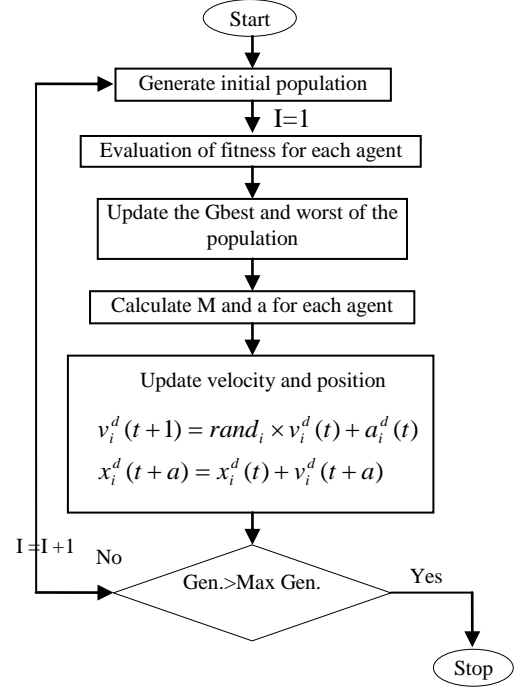 Start
Generate initial population
I=1
Evaluation of fitness for each agent
Update the Gbest and worst of the
population
Calculate M and a for each agent
Update velocity and position
$v_i^d(t+1) = rand_i \times v_i^d(t) + a_i^d(t)$
$x_i^d(t+a) = x_i^d(t) + v_i^d(t+a)$
I=I+1
No
Gen.>Max Gen.
Yes
Stop